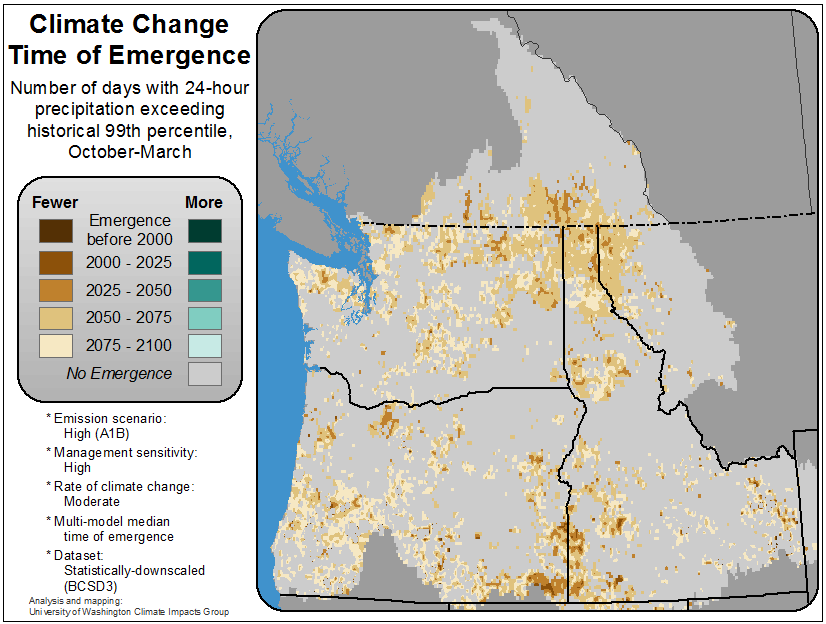 Climate Change
Time of Emergence
Number of days with 24-hour
precipitation exceeding
historical 99th percentile,
October-March
Fewer More
Emergence
before 2000
2000 - 2025
2025 - 2050
2050 - 2075
2075 - 2100
No Emergence
* Emission scenario:
High (A1B)
* Management sensitivity:
High
* Rate of climate change:
Moderate
* Multi-model median
time of emergence
* Dataset:
Statistically-downscaled
(BCSD3)
Analysis and mapping:
University of Washington Climate Impacts Group